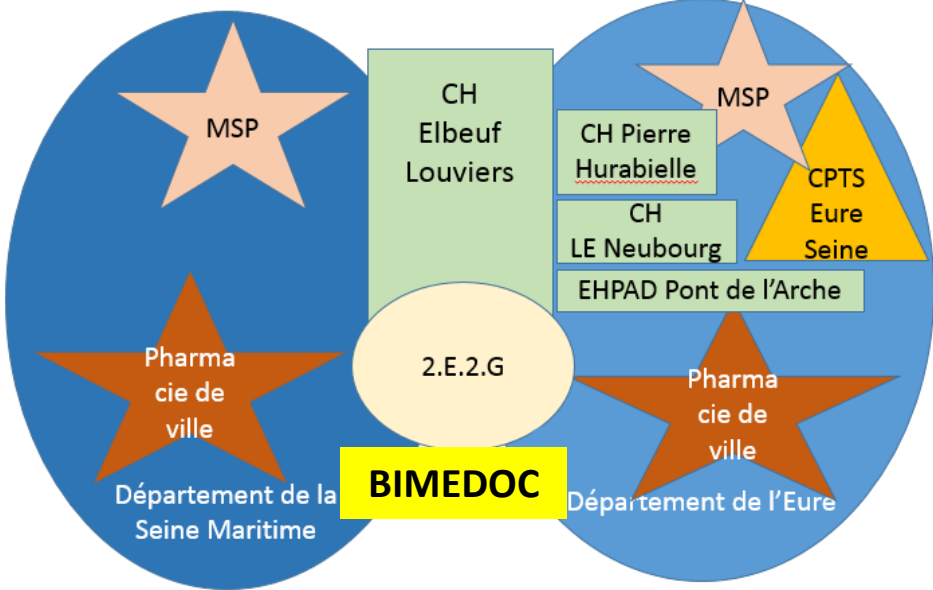 MSP
CH
Elbeuf
Louviers
MSP
CH Pierre
Hurabielle
CPTS
Eure
Seine
CH
LE Neubourg
EHPAD Pont de l'Arche
Pharma
cie de
ville
2.E.2.G
Pharma
cie de
ville
BIMEDOC
Département de la
Seine Maritime
Département de l'Eure